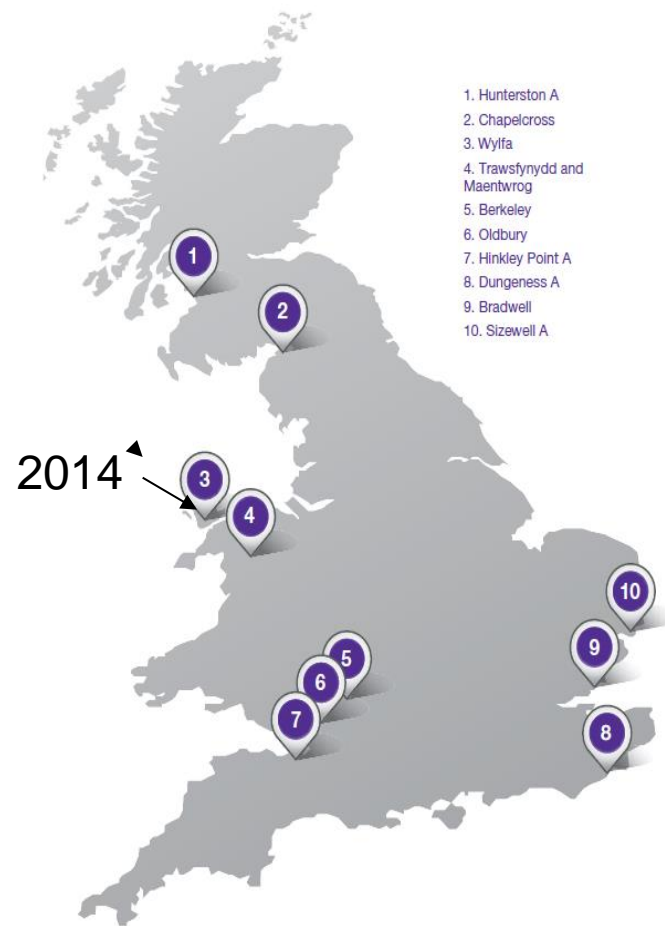 1. Hunterston A
2. Chapelcross
3. Wylfa
4. Trawsfynydd and
Maentwrog
5. Berkeley
6. Oldbury
7. Hinkley Point A
8. Dungeness A
9. Bradwell
10. Sizewell A
1
2
2014
3
4
10
5
9
6
7
8